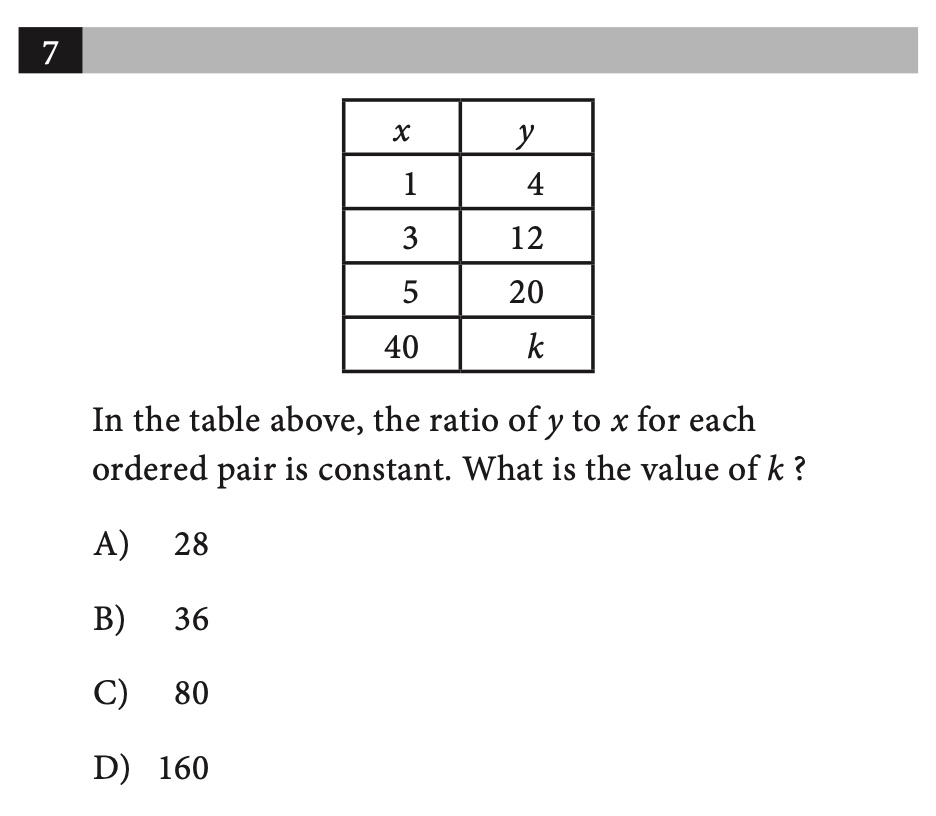 7
x y
1 4
3 12
5 20
40 k
In the table above, the ratio of y to x for each
ordered pair is constant. What is the value of k ?
A) 28
B) 36
C) 80
D) 160